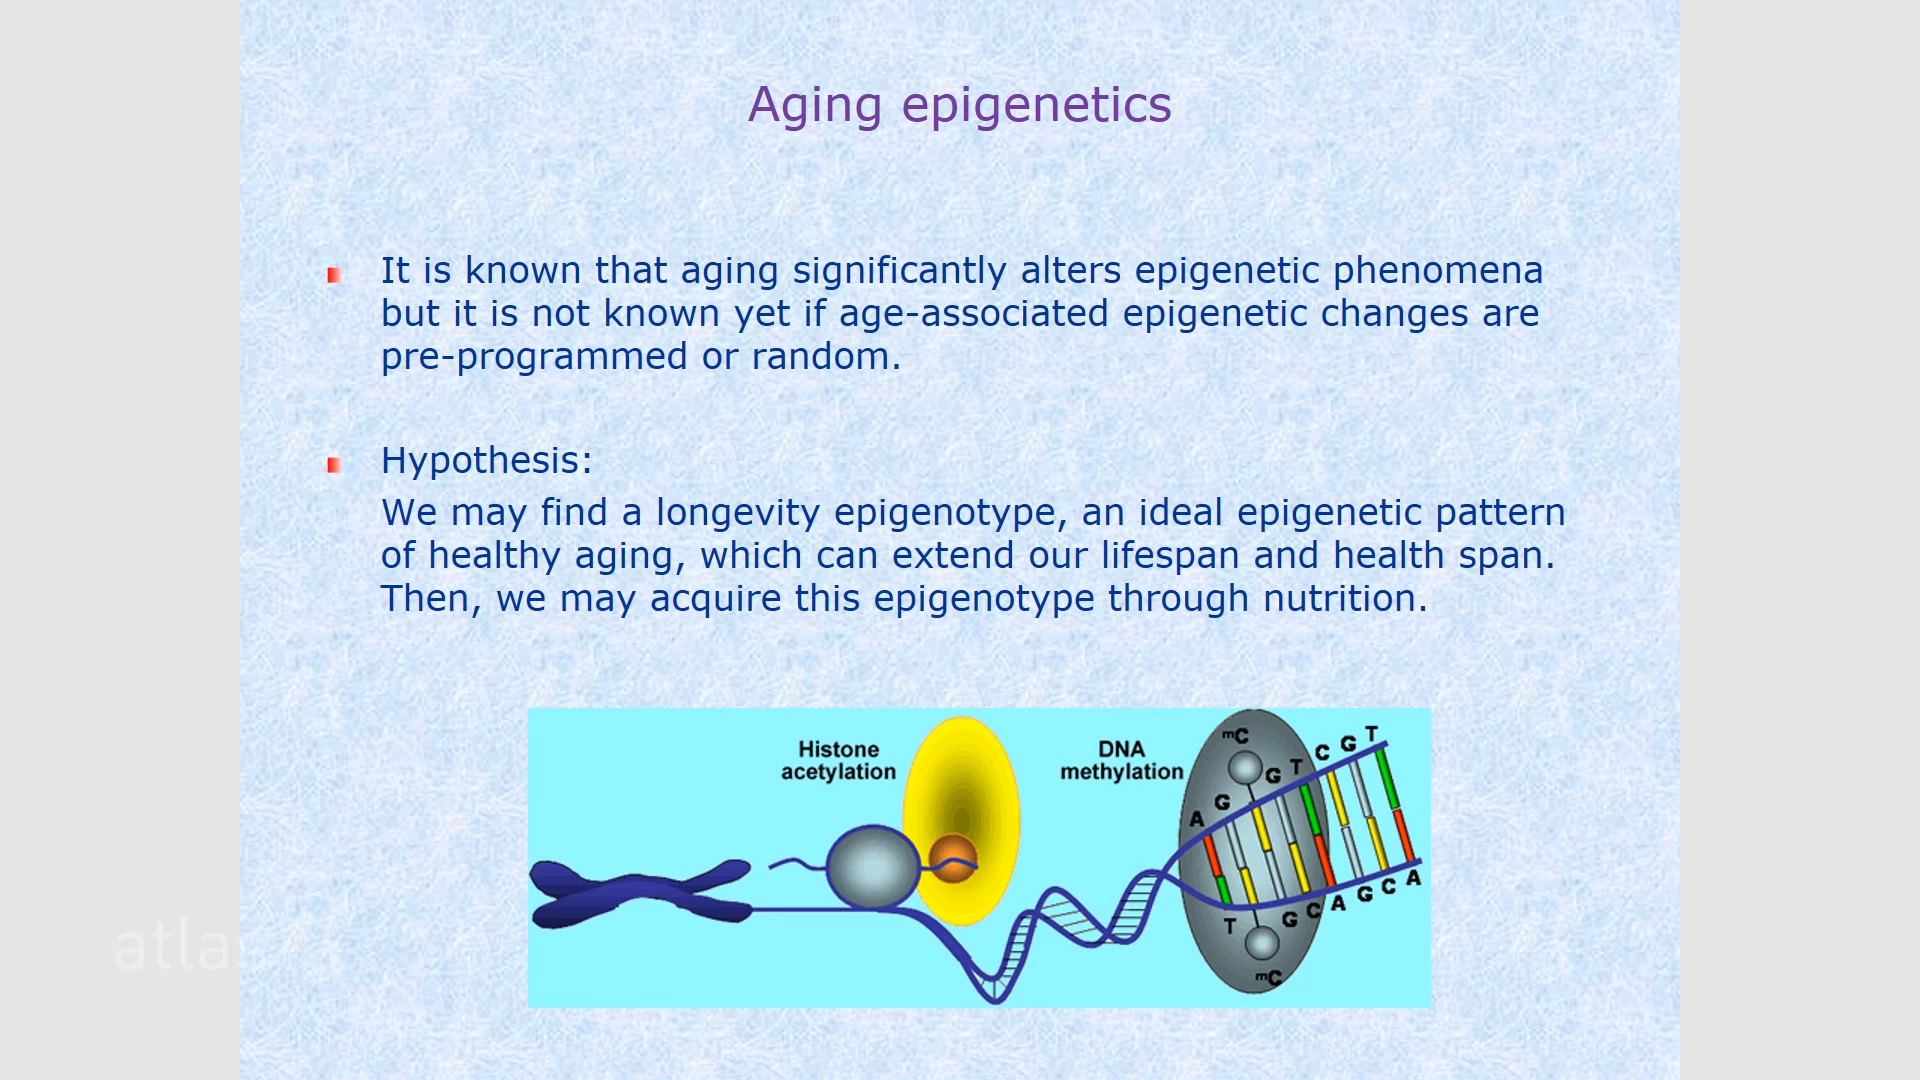 Aging epigenetics
It is known that aging significantly alters epigenetic phenomena
but it is not known yet if age-associated epigenetic changes are
pre-programmed or random.
Hypothesis:
We may find a longevity epigenotype, an ideal epigenetic pattern
of healthy aging, which can extend our lifespan and health span.
Then, we may acquire this epigenotype through nutrition.
Histone
acetylation
DNA
methylation
A G mC G T C G T
T mC G C A G C A